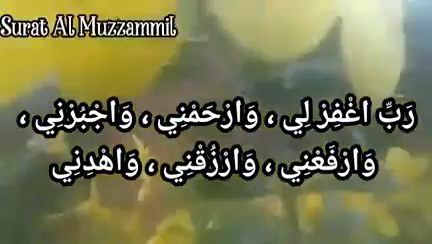 Surat Al Muzzammil
رَبِّ اغْفِرْ لِي ، وَارْحَمْنِي ، وَاجْبُرْنِي ،
وَارْفَعْنِي ، وَارْزُقْنِي ، وَاهْدِنِي